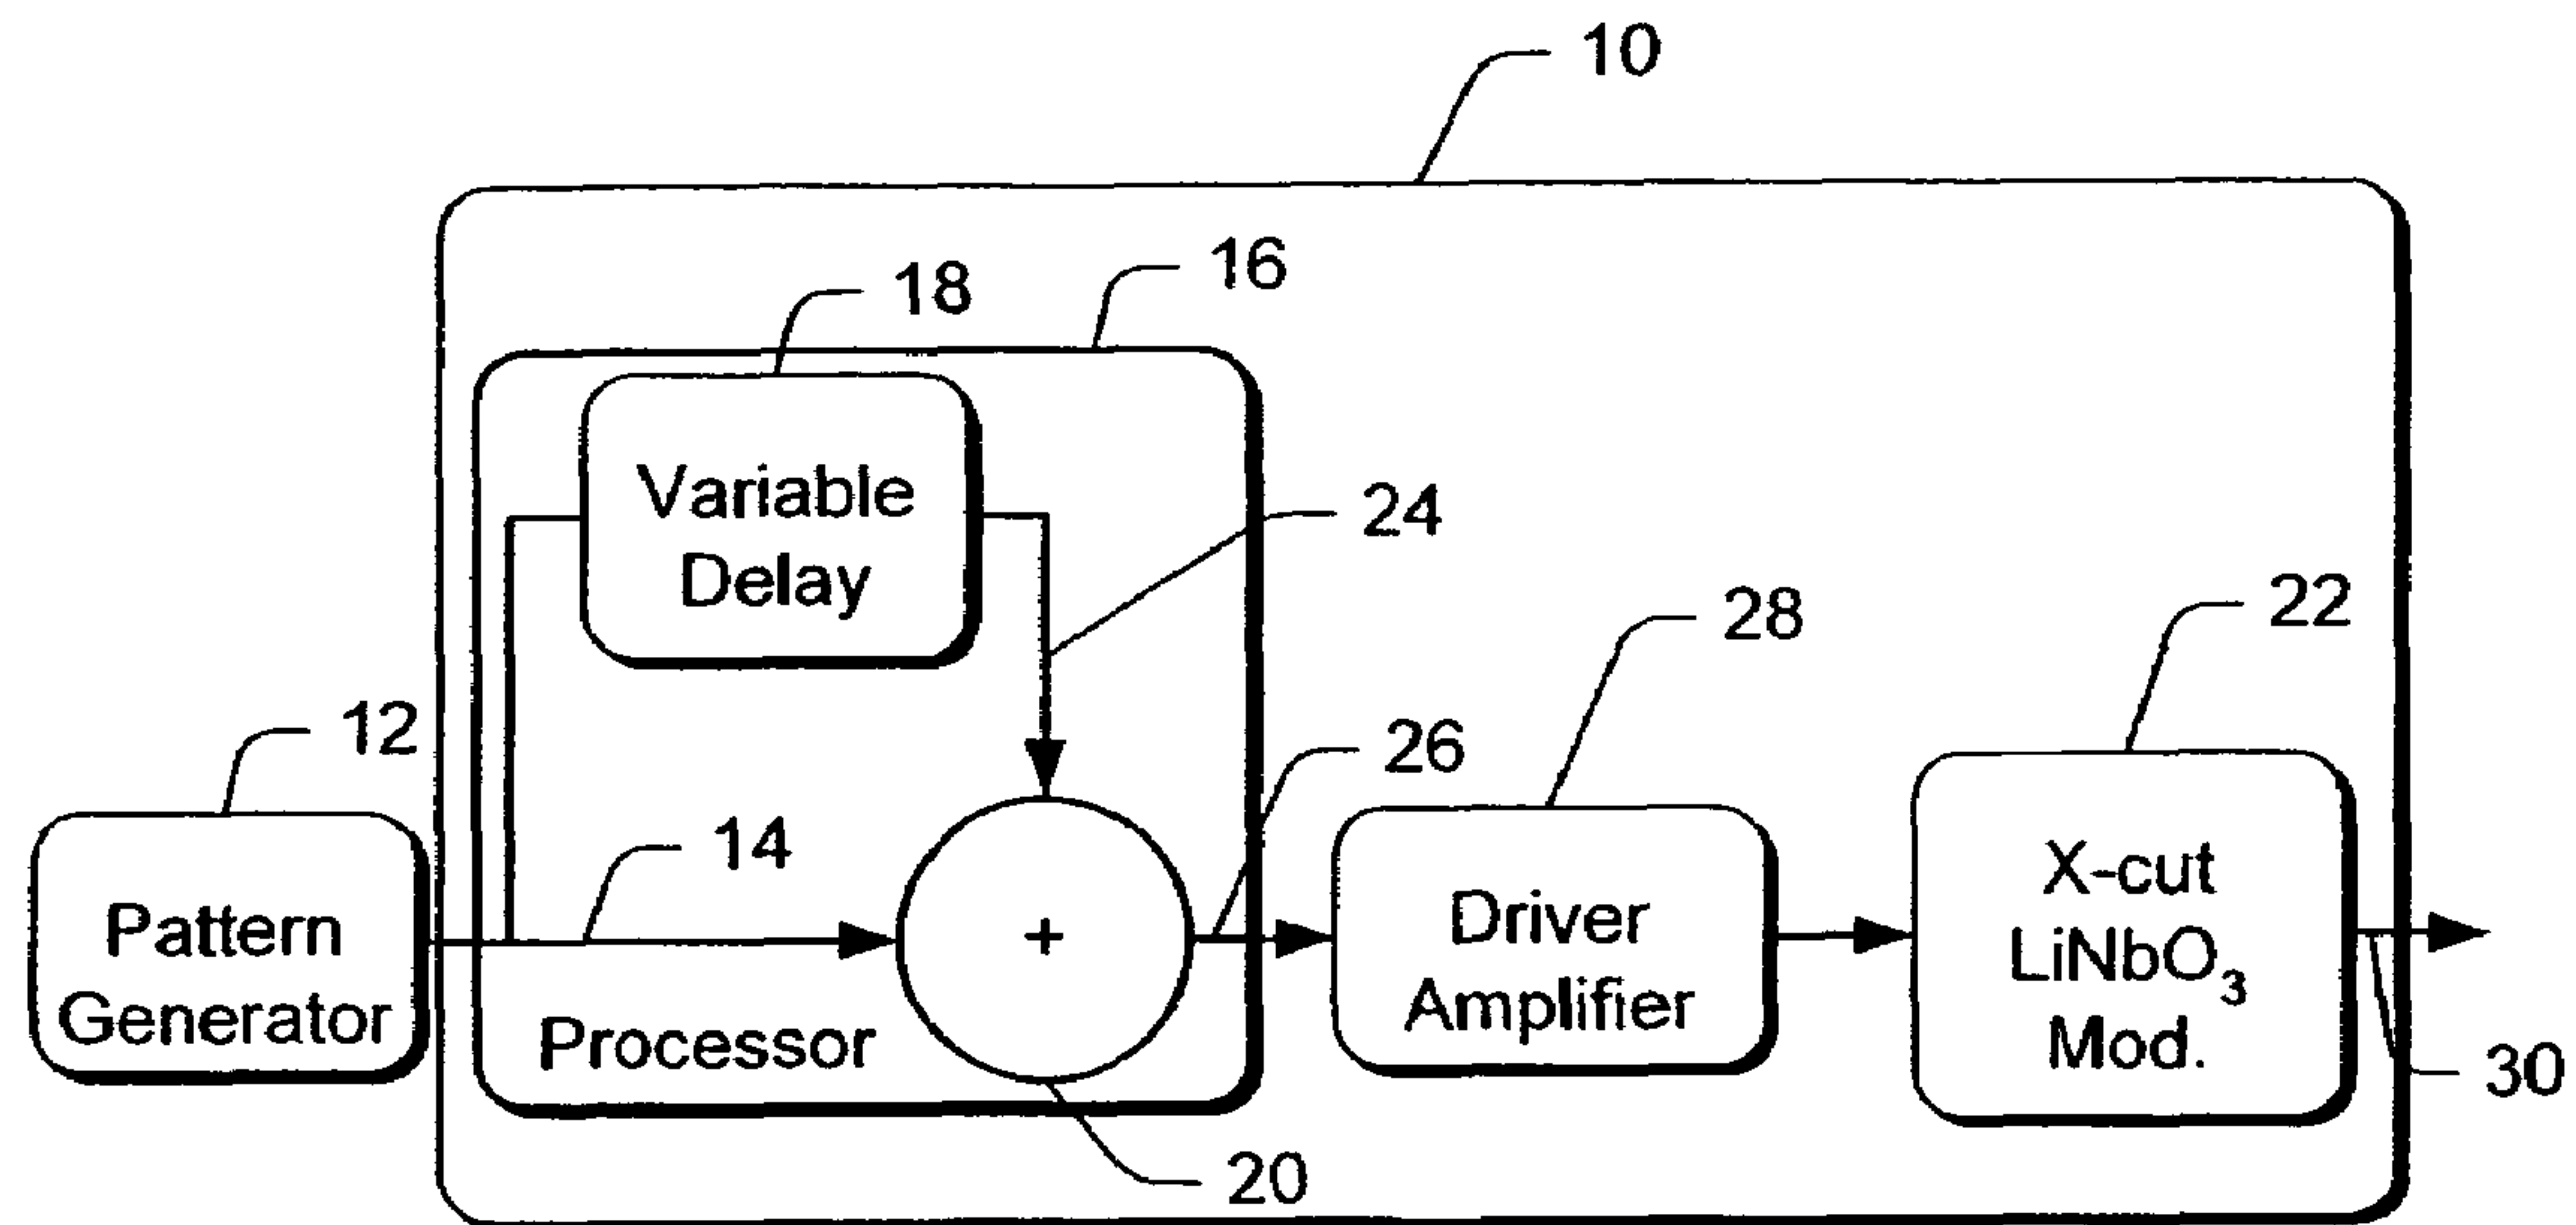 10
16
18
Variable
Delay
24
28
22
12
26
14
Pattern
Generator
+
Processor
Driver
Amplifier
X-cut
LiNbO₃
Mod.
30
20